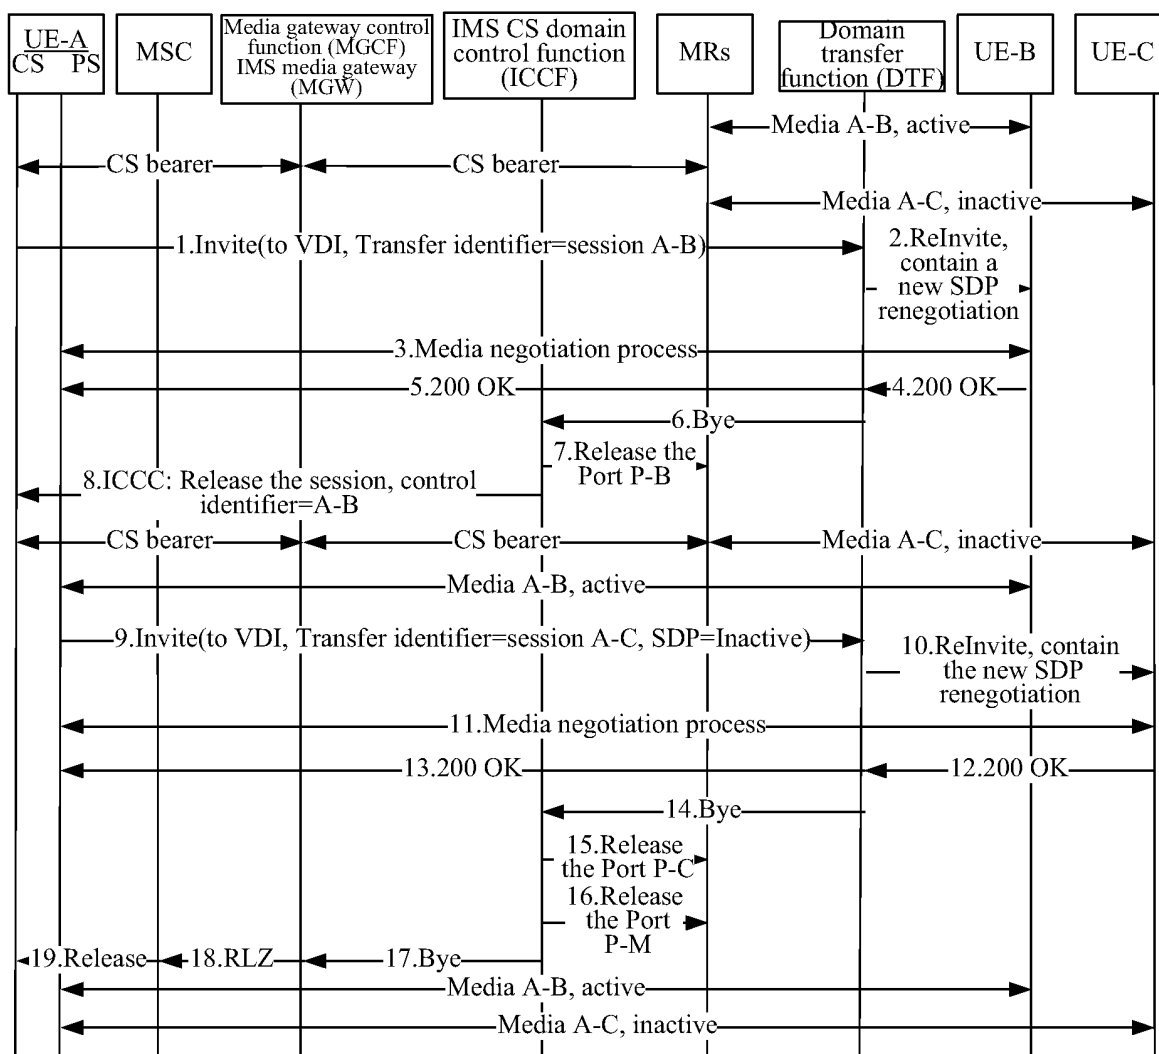 UE-A
CS PS
MSC
Media gateway control
function (MGCF)
IMS media gateway
(MGW)
IMS CS domain
control function
(ICCF)
MRs
Domain
transfer
function (DTF)
UE-B
UE-C
Media A-B, active
CS bearer
CS bearer
Media A-C, inactive
1.Invite(to VDI, Transfer identifier=session A-B)
2.ReInvite,
contain a
new SDP
renegotiation
3.Media negotiation process
5.200 OK
4.200 OK
6.Bye
7.Release the
Port P-B
8.ICCC: Release the session, control
identifier=A-B
CS bearer
CS bearer
Media A-C, inactive
Media A-B, active
9.Invite(to VDI, Transfer identifier=session A-C, SDP=Inactive)
10.ReInvite, contain
the new SDP
renegotiation
11.Media negotiation process
13.200 OK
12.200 OK
14.Bye
15.Release
the Port P-C
16.Release
the Port
P-M
19.Release
18.RLZ
17.Bye
Media A-B, active
Media A-C, inactive